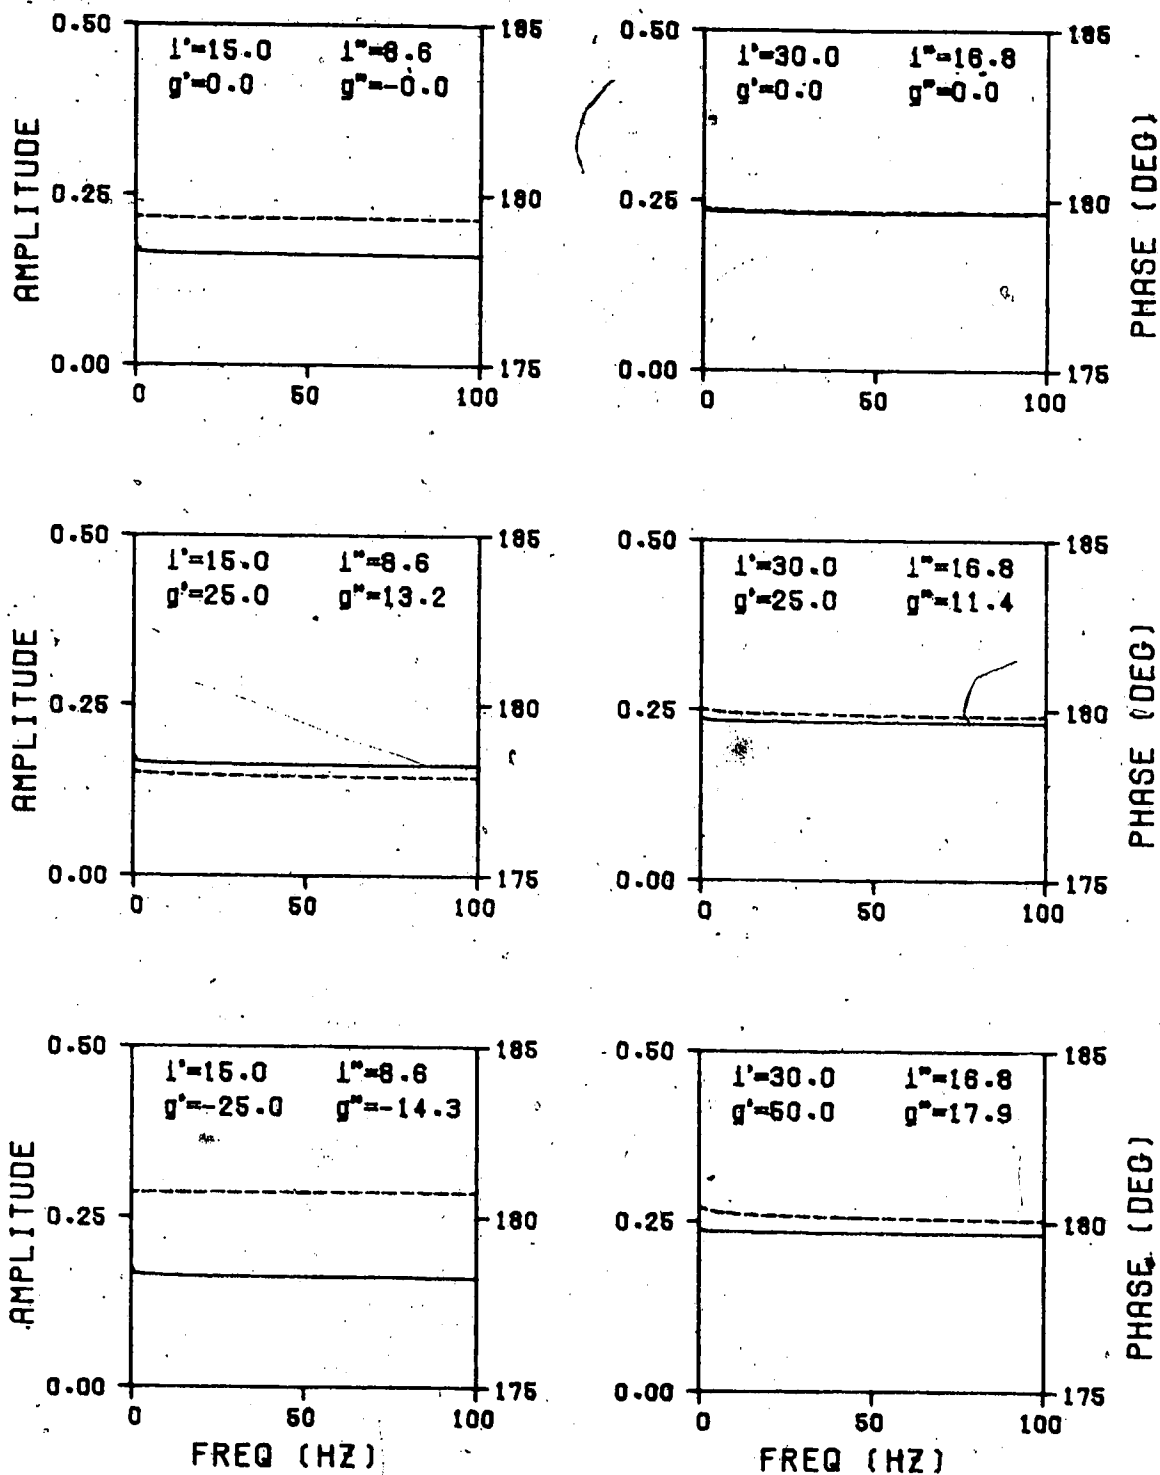 0.50 185 0.50 185
i'=15.0 i"=8.6 i'=30.0 i"=16.8
g'=0.0 g"=-0.0 g'=0.0 g"=0.0
AMPLITUDE PHASE (DEG)
0.25 180 0.25 180
0.00 175 0.00 175
0 50 100 0 50 100
0.50 185 0.50 185
i'=15.0 i"=8.6 i'=30.0 i"=16.8
g'=25.0 g"=13.2 g'=25.0 g"=11.4
AMPLITUDE PHASE (DEG)
0.25 180 0.25 180
0.00 175 0.00 175
0 50 100 0 50 100
0.50 185 0.50 185
i'=15.0 i"=8.6 i'=30.0 i"=16.8
g'=-25.0 g"=-14.3 g'=50.0 g"=17.9
AMPLITUDE PHASE (DEG)
0.25 180 0.25 180
0.00 175 0.00 175
0 50 100 0 50 100
FREQ (HZ) FREQ (HZ)